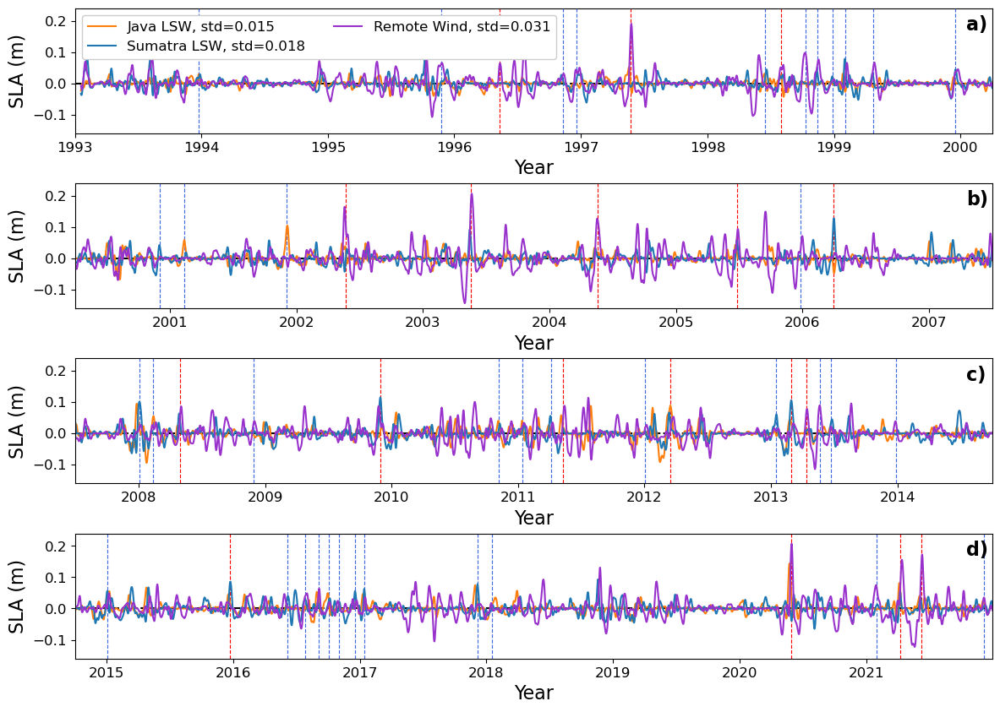 Java LSW, std=0.015
Sumatra LSW, std=0.018
Remote Wind, std=0.031
a)
SLA (m)
0.2
0.1
0.0
−0.1
1993 1994 1995 1996 1997 1998 1999 2000
Year
b)
SLA (m)
0.2
0.1
0.0
−0.1
2001 2002 2003 2004 2005 2006 2007
Year
c)
SLA (m)
0.2
0.1
0.0
−0.1
2008 2009 2010 2011 2012 2013 2014
Year
d)
SLA (m)
0.2
0.1
0.0
−0.1
2015 2016 2017 2018 2019 2020 2021
Year